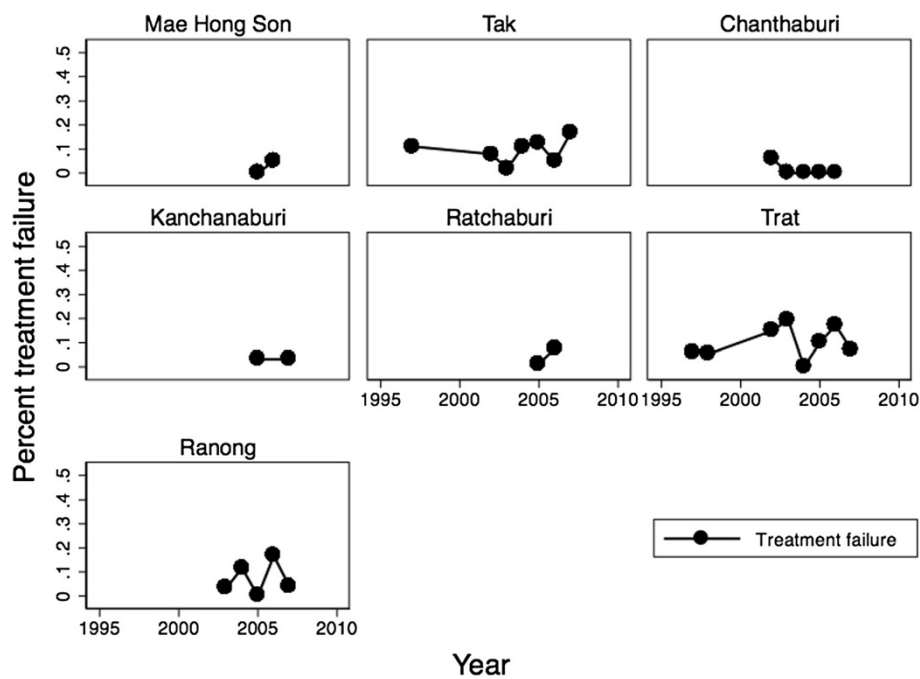 Mae Hong Son Tak Chanthaburi
.5
.4
.3
.2
.1
0
Kanchanaburi Ratchaburi Trat
.5
.4
.3
.2
.1
0
1995 2000 2005 2010 1995 2000 2005 2010
Ranong
.5
.4
.3
.2
.1
0
1995 2000 2005 2010
Percent treatment failure
Year
Treatment failure